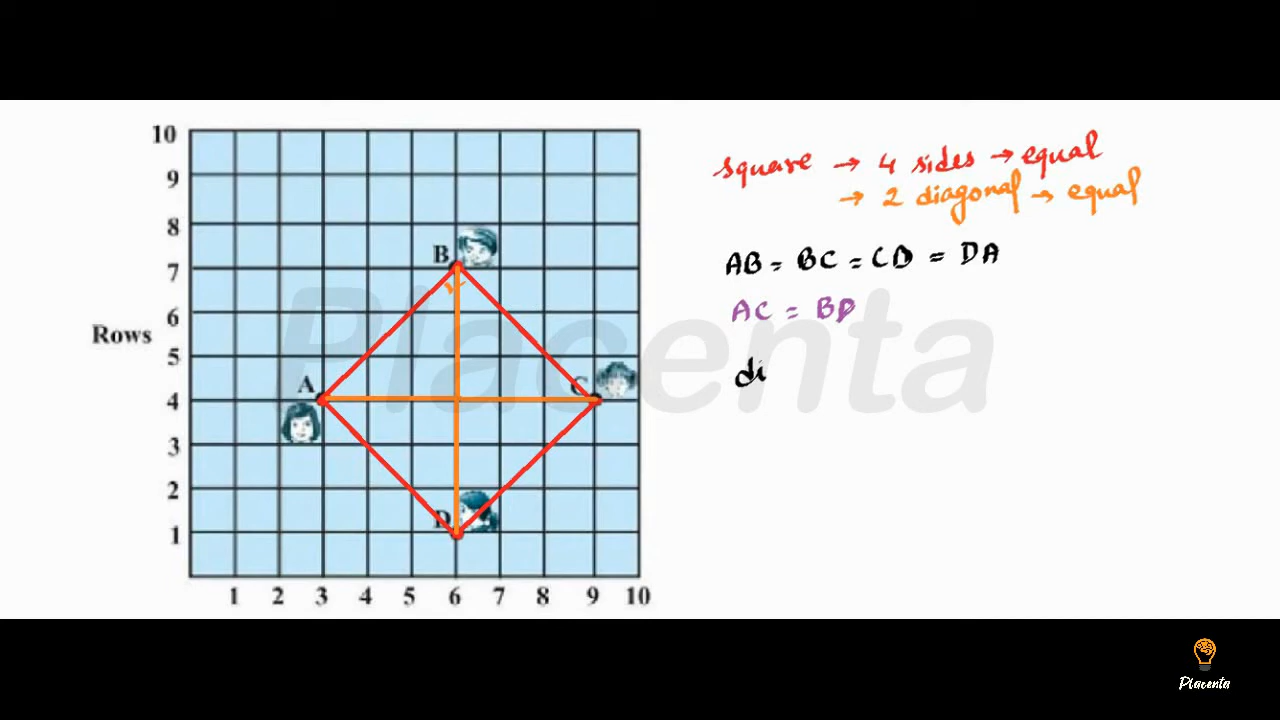 10
9
8
7
6
5
4
3
2
1
Rows
A
B
C
D
1 2 3 4 5 6 7 8 9 10
square → 4 sides → equal
→ 2 diagonal → equal
AB = BC = CD = DA
AC = BD
di
Placenta
Placenta